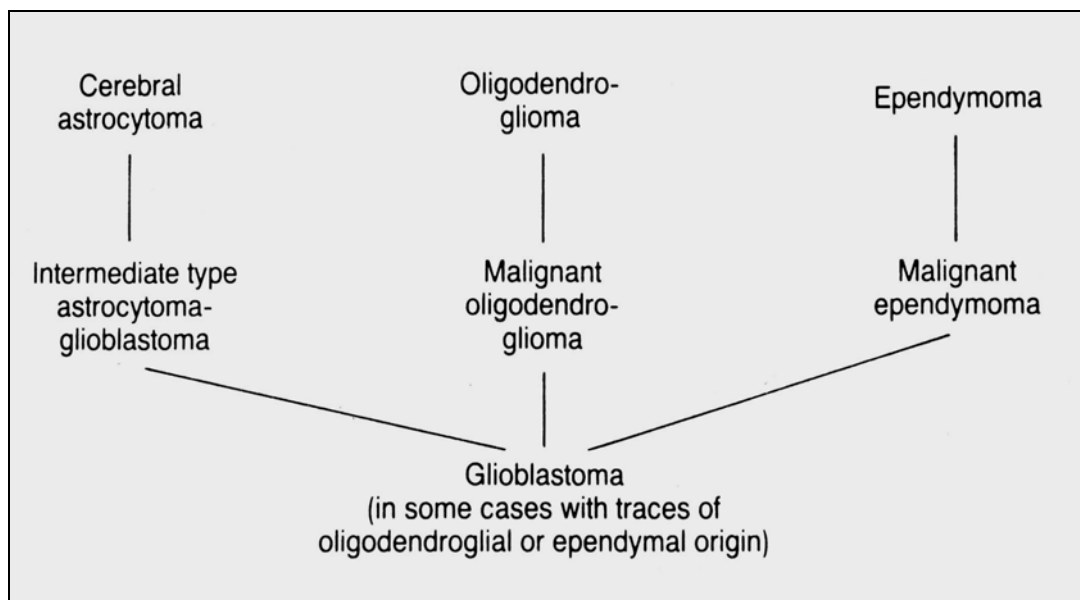 Cerebral
astrocytoma
Oligodendro-
glioma
Ependymoma
Intermediate type
astrocytoma-
glioblastoma
Malignant
oligodendro-
glioma
Malignant
ependymoma
Glioblastoma
(in some cases with traces of
oligodendroglial or ependymal origin)